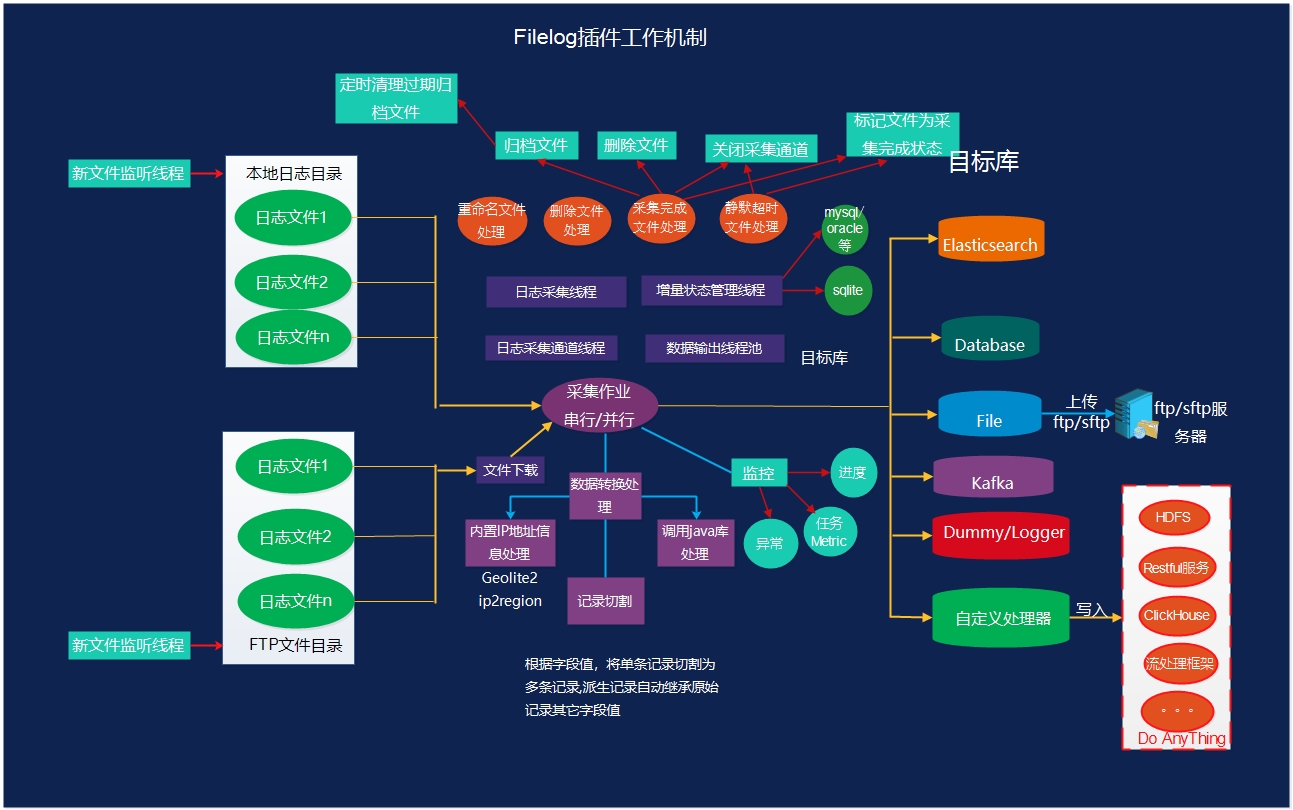 Filelog插件工作机制
定时清理过期归
档文件
归档文件
删除文件
关闭采集通道
标记文件为采
集完成状态
目标库
新文件监听线程
本地日志目录
日志文件1
日志文件2
日志文件n
重命名文件
处理
删除文件
处理
采集完成
文件处理
静默超时
文件处理
mysql/
oracle
等
sqlite
日志采集线程
增量状态管理线程
日志采集通道线程
数据输出线程池
目标库
采集作业
串行/并行
Elasticsearch
Database
File
上传
ftp/sftp
ftp/sftp服
务器
Kafka
Dummy/Logger
自定义处理器
写入
HDFS
Restful服务
ClickHouse
流处理框架
。。。
Do AnyThing
日志文件1
日志文件2
日志文件n
FTP文件目录
新文件监听线程
文件下载
数据转换处
理
内置IP地址信
息处理
Geolite2
ip2region
调用java库
处理
记录切割
监控
进度
异常
任务
Metric
根据字段值，将单条记录切割为
多条记录,派生记录自动继承原始
记录其它字段值